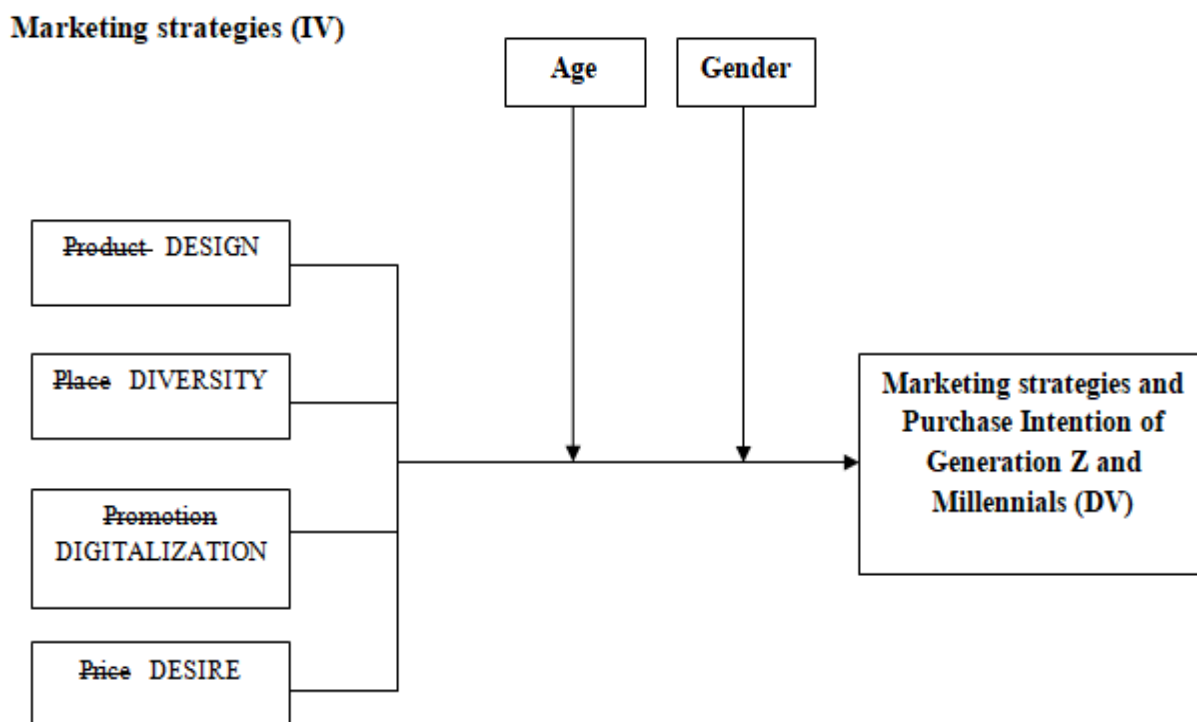 Marketing strategies (IV)
Age
Gender
Product DESIGN
Place DIVERSITY
Promotion
DIGITALIZATION
Price DESIRE
Marketing strategies and
Purchase Intention of
Generation Z and
Millennials (DV)